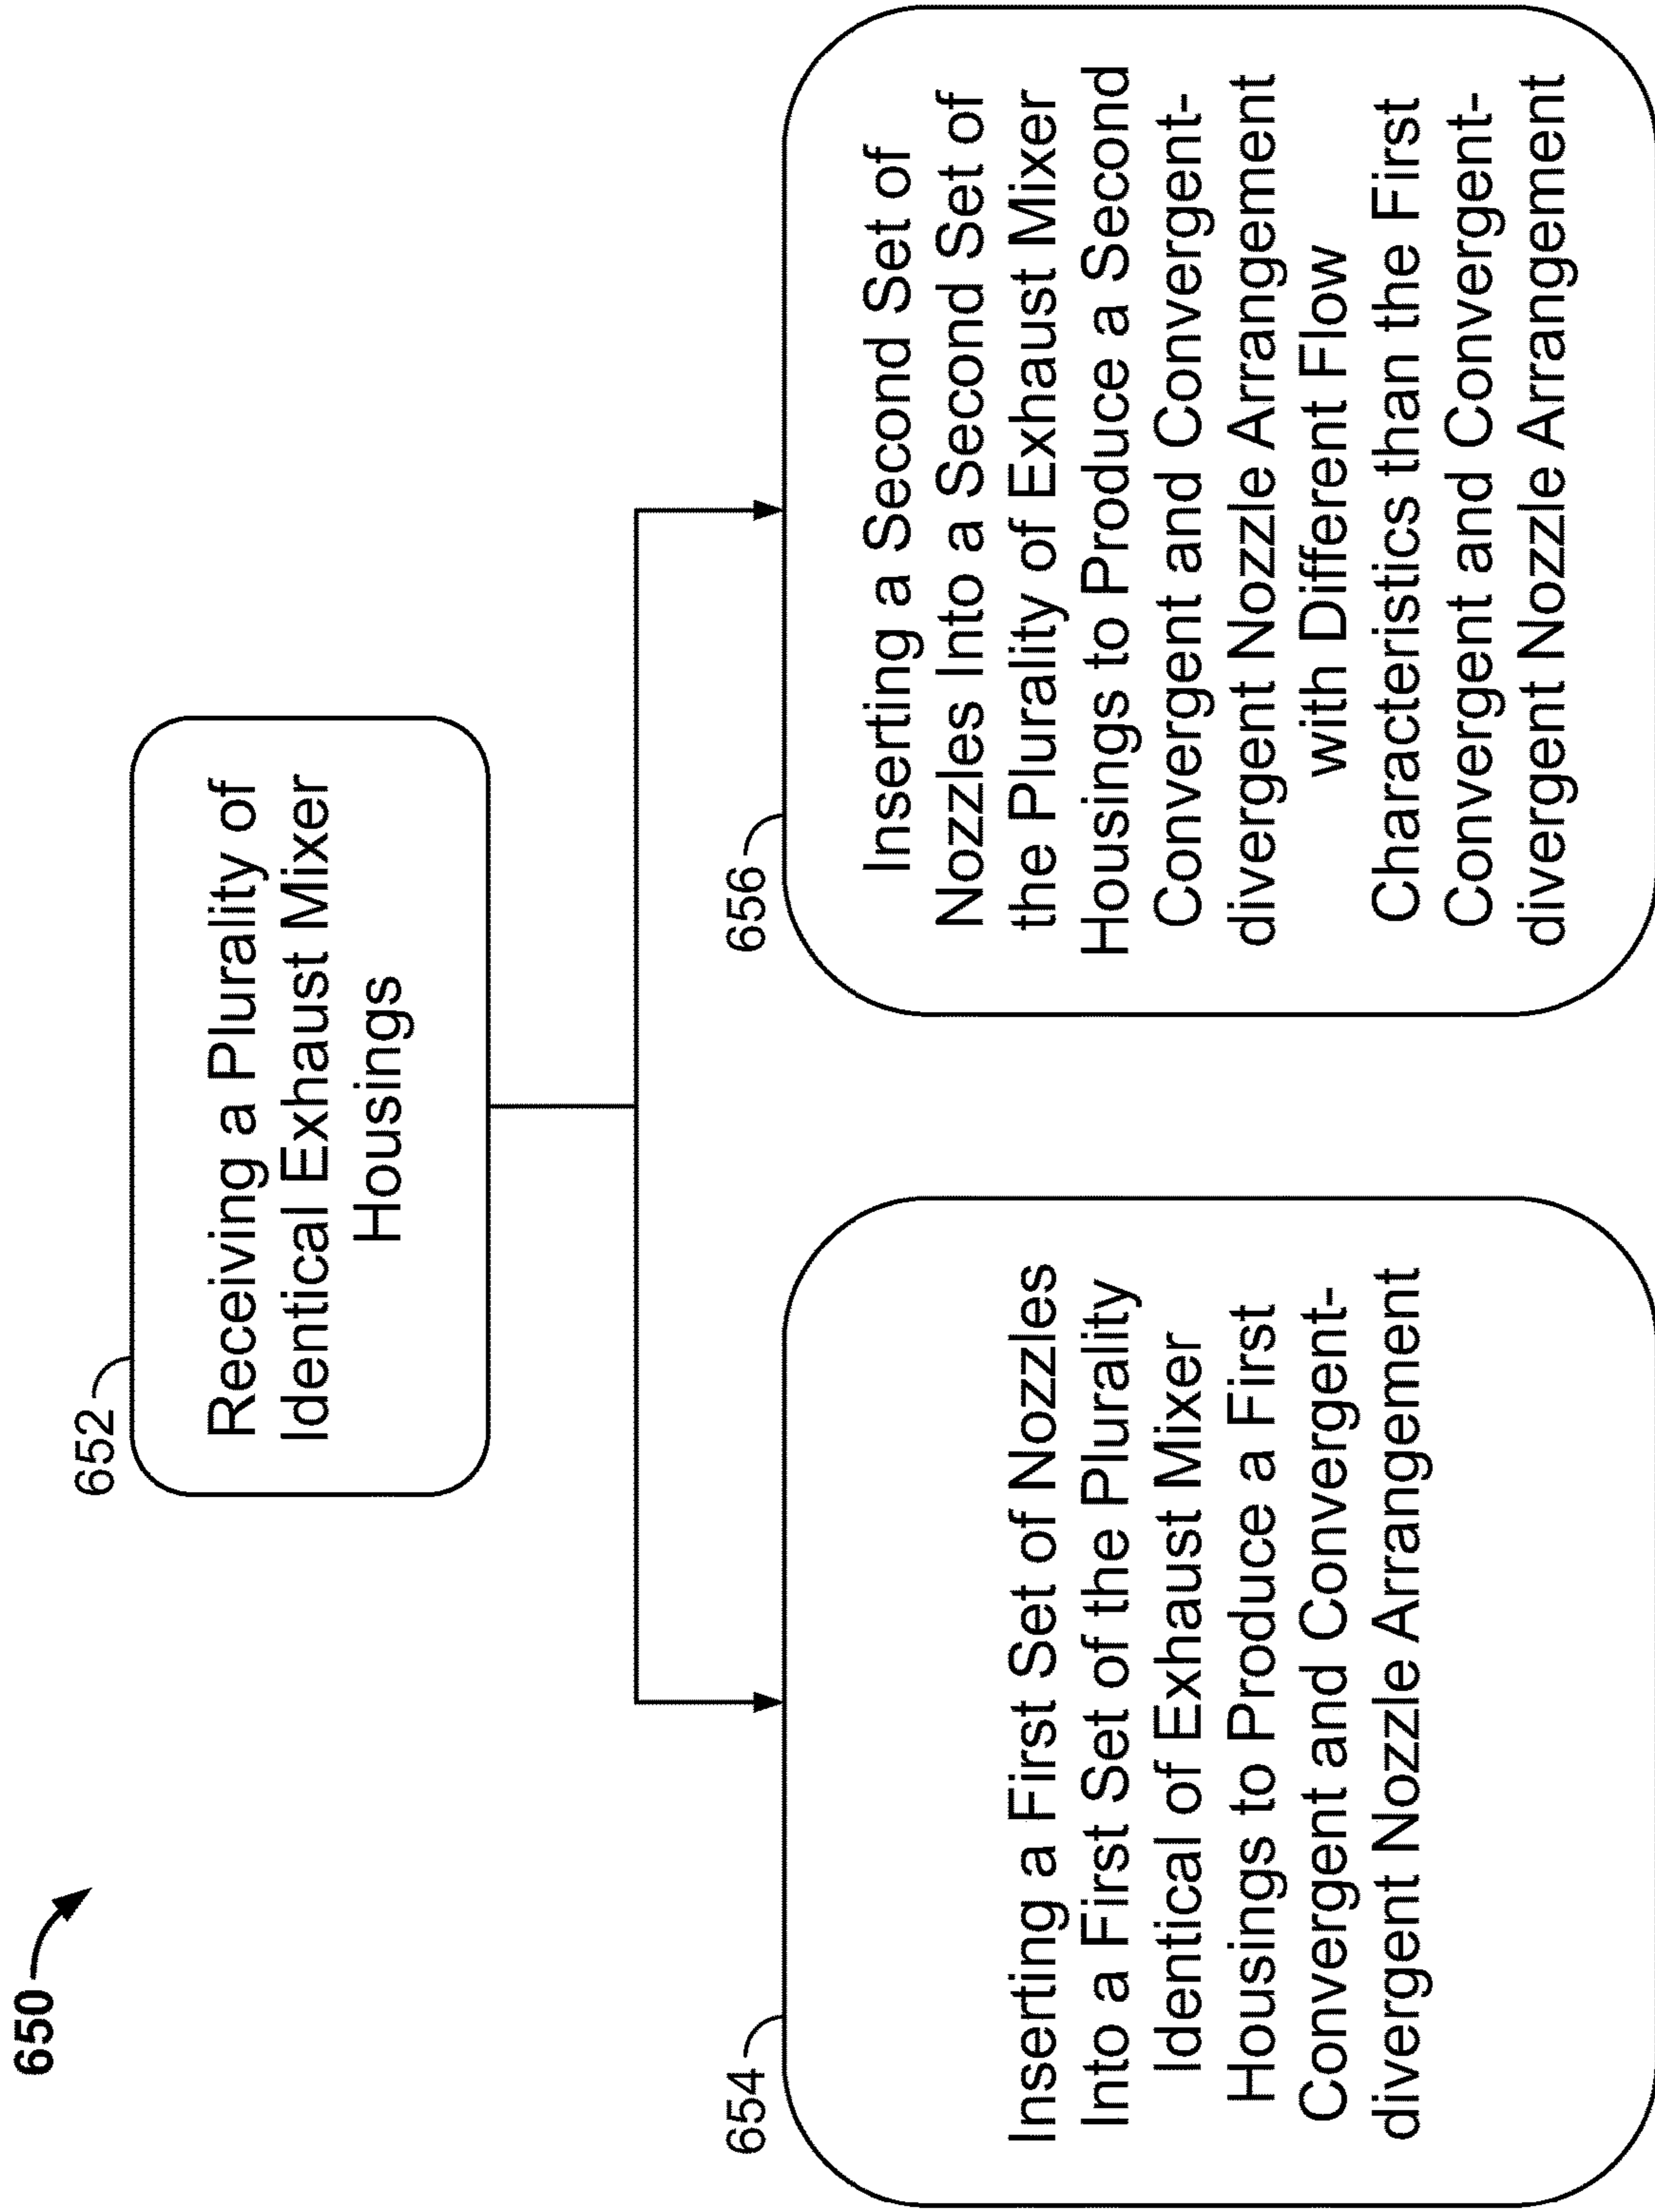 650
652
Receiving a Plurality of
Identical Exhaust Mixer
Housings
654
Inserting a First Set of Nozzles
Into a First Set of the Plurality
Identical of Exhaust Mixer
Housings to Produce a First
Convergent and Convergent-
divergent Nozzle Arrangement
656
Inserting a Second Set of
Nozzles Into a Second Set of
the Plurality of Exhaust Mixer
Housings to Produce a Second
Convergent and Convergent-
divergent Nozzle Arrangement
with Different Flow
Characteristics than the First
Convergent and Convergent-
divergent Nozzle Arrangement